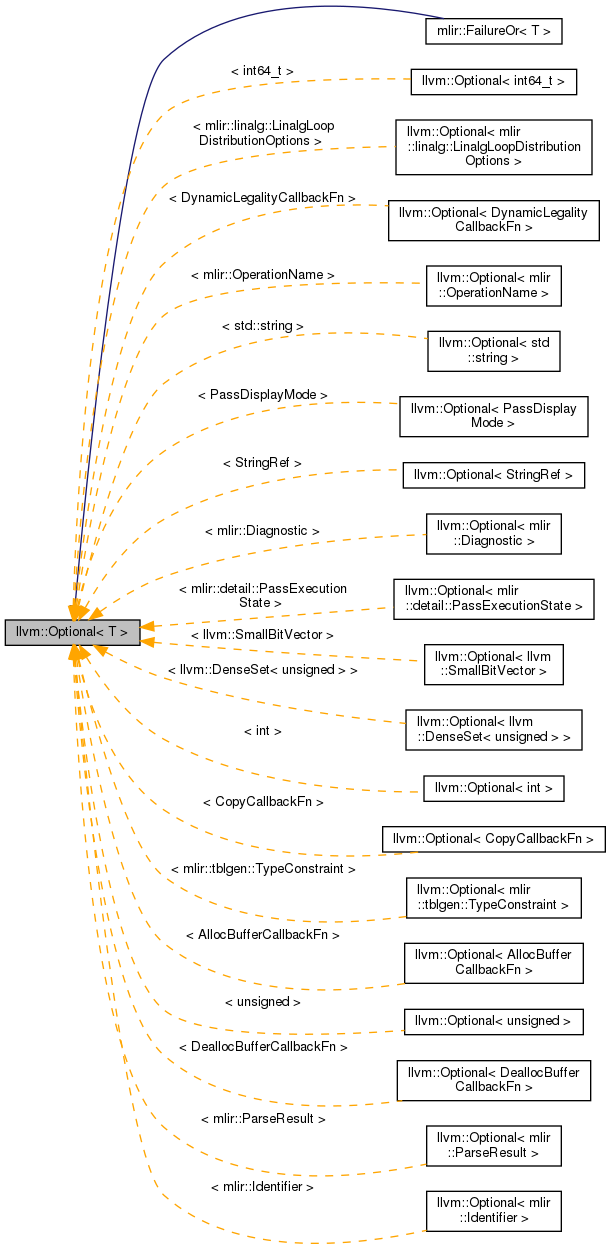 mlir::FailureOr< T >
< int64_t >
llvm::Optional< int64_t >
< mlir::linalg::LinalgLoop
DistributionOptions >
llvm::Optional< mlir
::linalg::LinalgLoopDistribution
Options >
< DynamicLegalityCallbackFn >
llvm::Optional< DynamicLegality
CallbackFn >
< mlir::OperationName >
llvm::Optional< mlir
::OperationName >
< std::string >
llvm::Optional< std
::string >
< PassDisplayMode >
llvm::Optional< PassDisplay
Mode >
< StringRef >
llvm::Optional< StringRef >
< mlir::Diagnostic >
llvm::Optional< mlir
::Diagnostic >
< mlir::detail::PassExecution
State >
llvm::Optional< mlir
::detail::PassExecutionState >
llvm::Optional< T >
< llvm::SmallBitVector >
llvm::Optional< llvm
::SmallBitVector >
< llvm::DenseSet< unsigned > >
llvm::Optional< llvm
::DenseSet< unsigned > >
< int >
llvm::Optional< int >
< CopyCallbackFn >
llvm::Optional< CopyCallbackFn >
< mlir::tblgen::TypeConstraint >
llvm::Optional< mlir
::tblgen::TypeConstraint >
< AllocBufferCallbackFn >
llvm::Optional< AllocBuffer
CallbackFn >
< unsigned >
llvm::Optional< unsigned >
< DeallocBufferCallbackFn >
llvm::Optional< DeallocBuffer
CallbackFn >
< mlir::ParseResult >
llvm::Optional< mlir
::ParseResult >
< mlir::Identifier >
llvm::Optional< mlir
::Identifier >